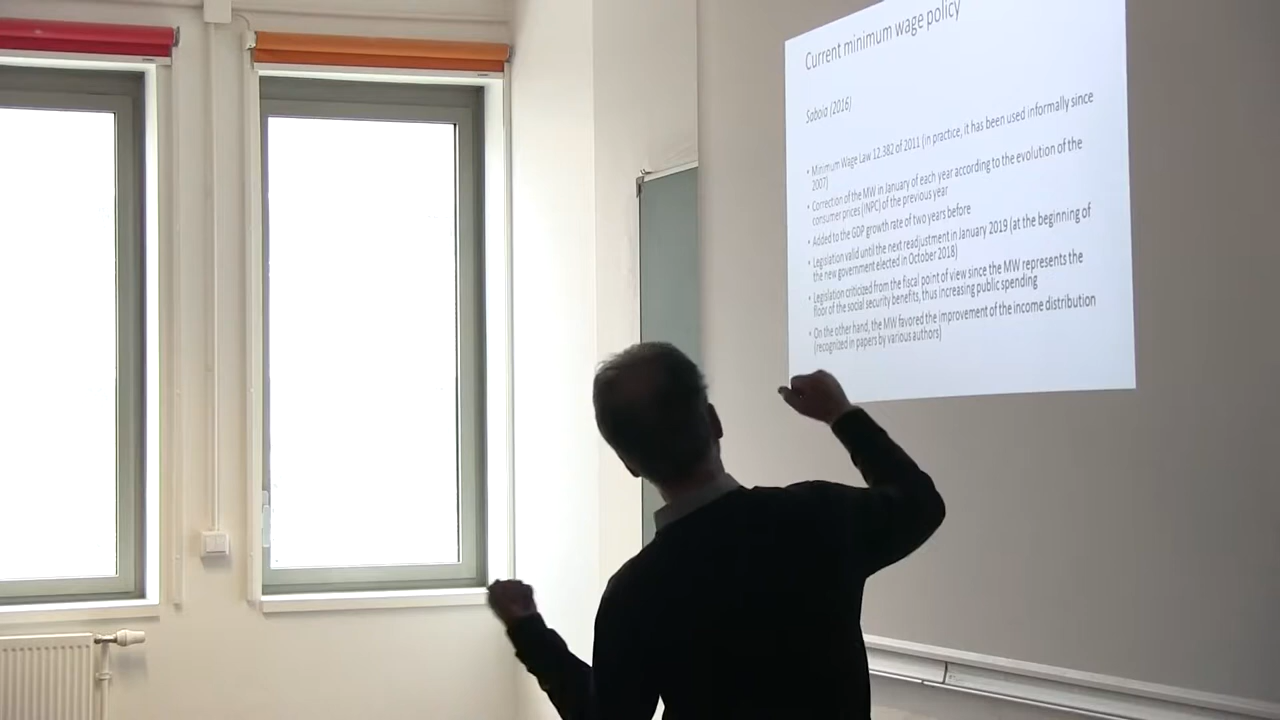 Current minimum wage policy
Saboia (2016)
• Minimum Wage Law 12.382 of 2011 (in practice, it has been used informally since
2007)
• Correction of the MW in January of each year according to the evolution of the
consumer prices (INPC) of the previous year
• Added to the GDP growth rate of two years before
• Legislation valid until the next readjustment in January 2019 (at the beginning of
the new government elected in October 2018)
• Legislation criticized from the fiscal point of view since the MW represents the
floor of the social security benefits, thus increasing public spending
• On the other hand, the MW favored the improvement of the income distribution
(recognized in papers by various authors)